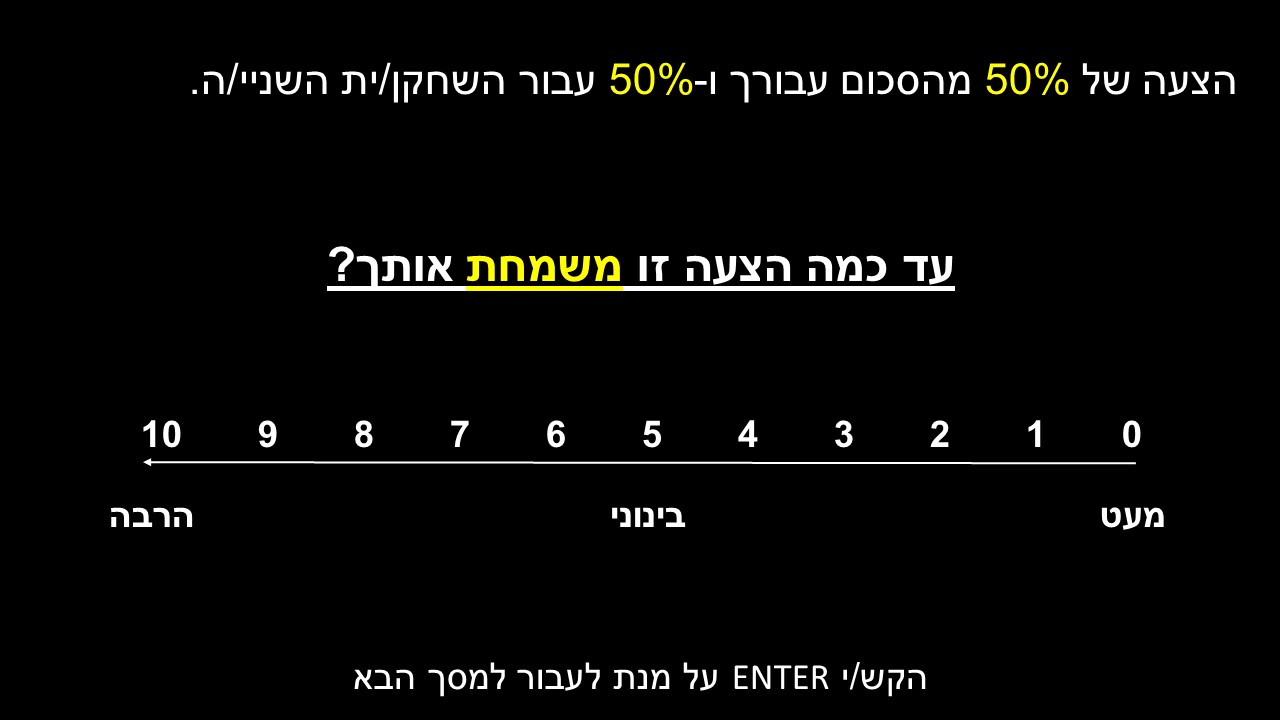 הצעה של 50% מהסכום עבורך ו-50% עבור השחקן/ית השניי/ה.
עד כמה הצעה זו משמחת אותך?
0 1 2 3 4 5 6 7 8 9 10
מעט בינוני הרבה
הקש/י ENTER על מנת לעבור למסך הבא